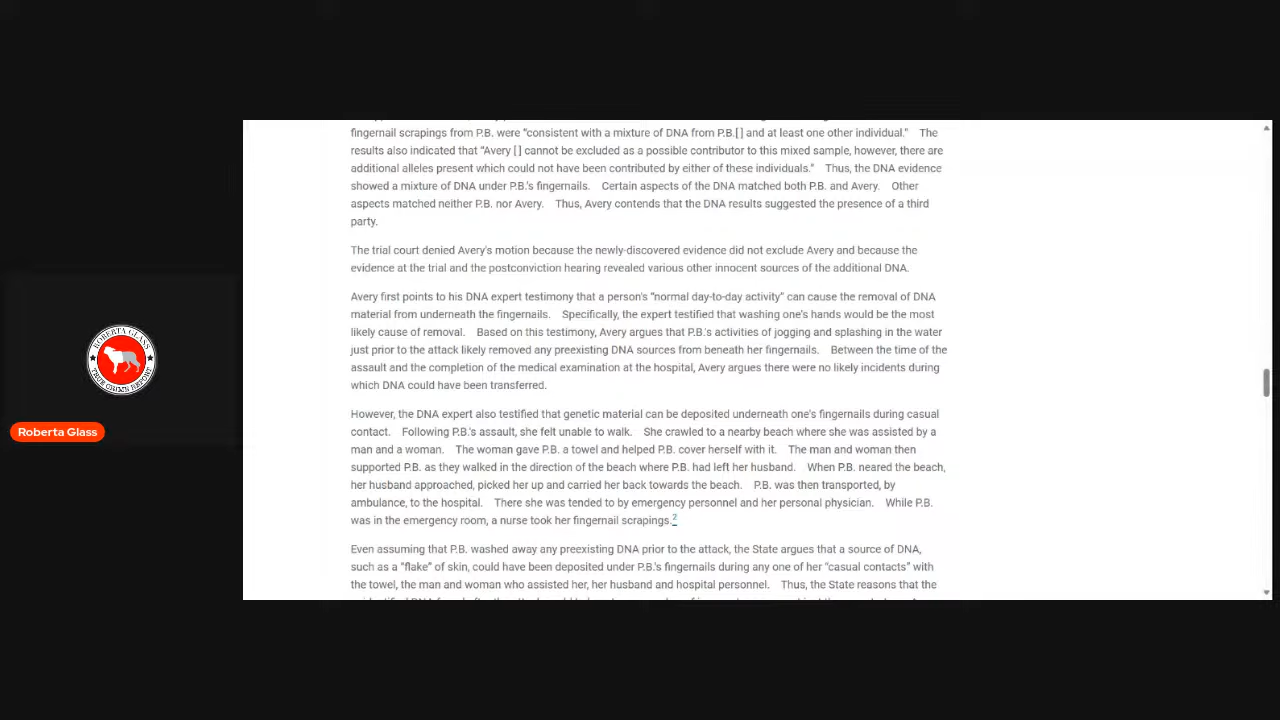 fingernail scrapings from P.B. were “consistent with a mixture of DNA from P.B.[ ] and at least one other individual.” The
results also indicated that “Avery [ ] cannot be excluded as a possible contributor to this mixed sample, however, there are
additional alleles present which could not have been contributed by either of these individuals.” Thus, the DNA evidence
showed a mixture of DNA under P.B.'s fingernails. Certain aspects of the DNA matched both P.B. and Avery. Other
aspects matched neither P.B. nor Avery. Thus, Avery contends that the DNA results suggested the presence of a third
party.
The trial court denied Avery's motion because the newly-discovered evidence did not exclude Avery and because the
evidence at the trial and the postconviction hearing revealed various other innocent sources of the additional DNA.
Avery first points to his DNA expert testimony that a person's “normal day-to-day activity” can cause the removal of DNA
material from underneath the fingernails. Specifically, the expert testified that washing one's hands would be the most
likely cause of removal. Based on this testimony, Avery argues that P.B.'s activities of jogging and splashing in the water
just prior to the attack likely removed any preexisting DNA sources from beneath her fingernails. Between the time of the
assault and the completion of the medical examination at the hospital, Avery argues there were no likely incidents during
which DNA could have been transferred.
However, the DNA expert also testified that genetic material can be deposited underneath one's fingernails during casual
contact. Following P.B.'s assault, she felt unable to walk. She crawled to a nearby beach where she was assisted by a
man and a woman. The woman gave P.B. a towel and helped P.B. cover herself with it. The man and woman then
supported P.B. as they walked in the direction of the beach where P.B. had left her husband. When P.B. neared the beach,
her husband approached, picked her up and carried her back towards the beach. P.B. was then transported, by
ambulance, to the hospital. There she was tended to by emergency personnel and her personal physician. While P.B.
was in the emergency room, a nurse took her fingernail scrapings.2
Even assuming that P.B. washed away any preexisting DNA prior to the attack, the State argues that a source of DNA,
such as a “flake” of skin, could have been deposited under P.B.'s fingernails during any one of her “casual contacts” with
the towel, the man and woman who assisted her, her husband and hospital personnel. Thus, the State reasons that the
ROBERTA GLASS
TRUE CRIME REPORT
Roberta Glass